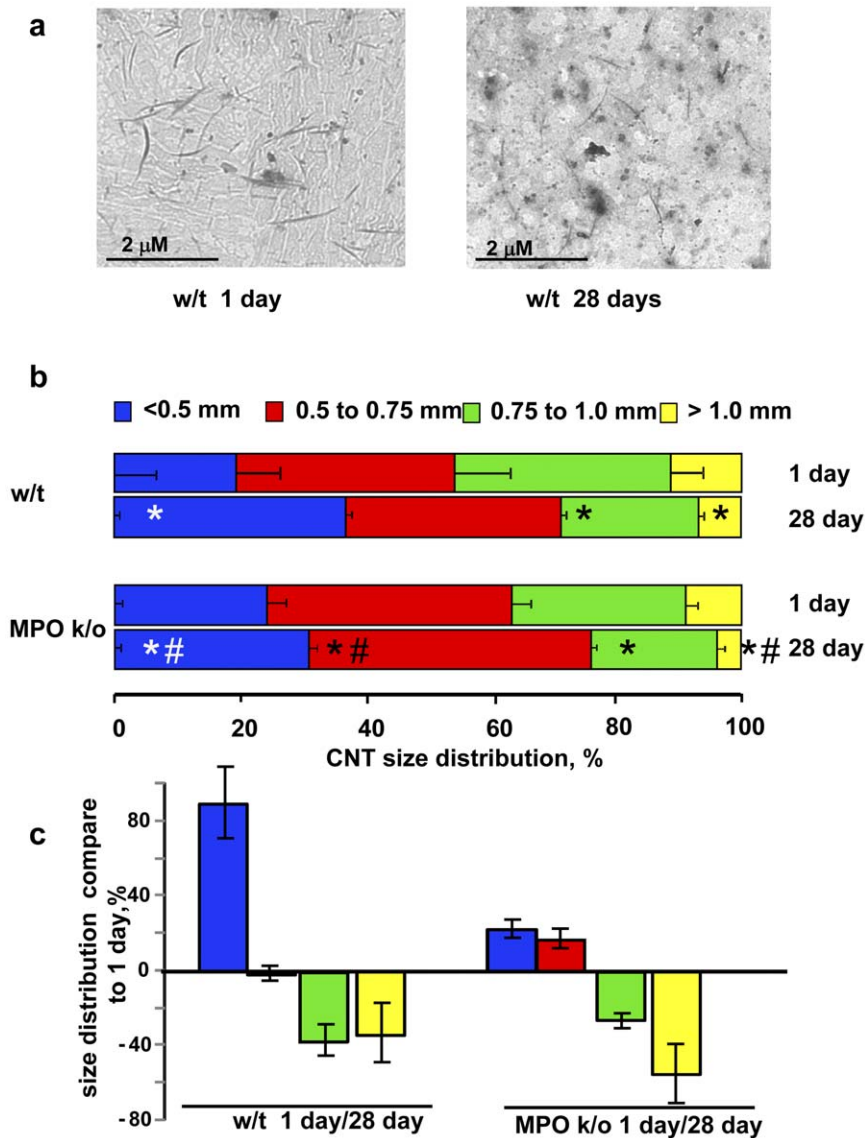 a
2 μM
2 μM
w/t 1 day
w/t 28 days
b
<0.5 mm
0.5 to 0.75 mm
0.75 to 1.0 mm
> 1.0 mm
w/t
1 day
* * *
28 day
MPO k/o
1 day
*# *# * *#
28 day
0 20 40 60 80 100
CNT size distribution, %
c
size distribution compare
to 1 day,%
80
40
0
-40
-80
w/t 1 day/28 day
MPO k/o 1 day/28 day